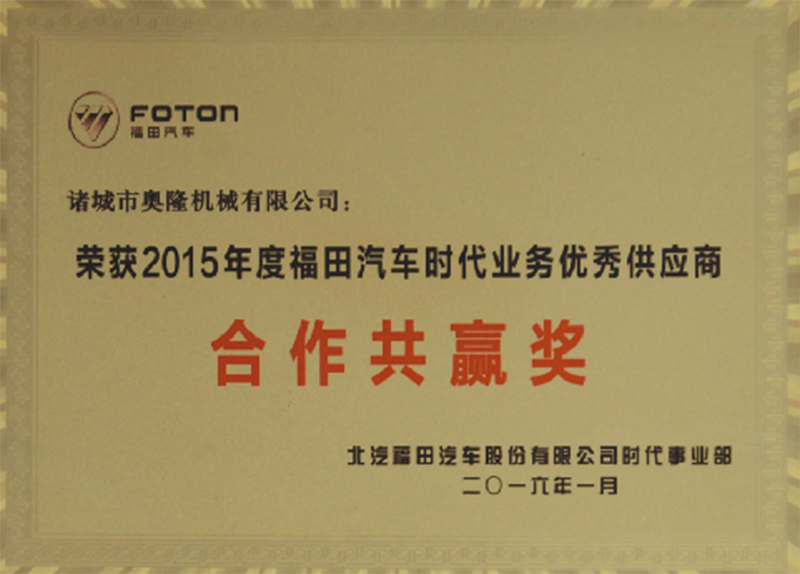 FOTON
福田汽车
诸城市奥隆机械有限公司：
荣获2015年度福田汽车时代业务优秀供应商
合作共赢奖
北汽福田汽车股份有限公司时代事业部
二〇一六年一月